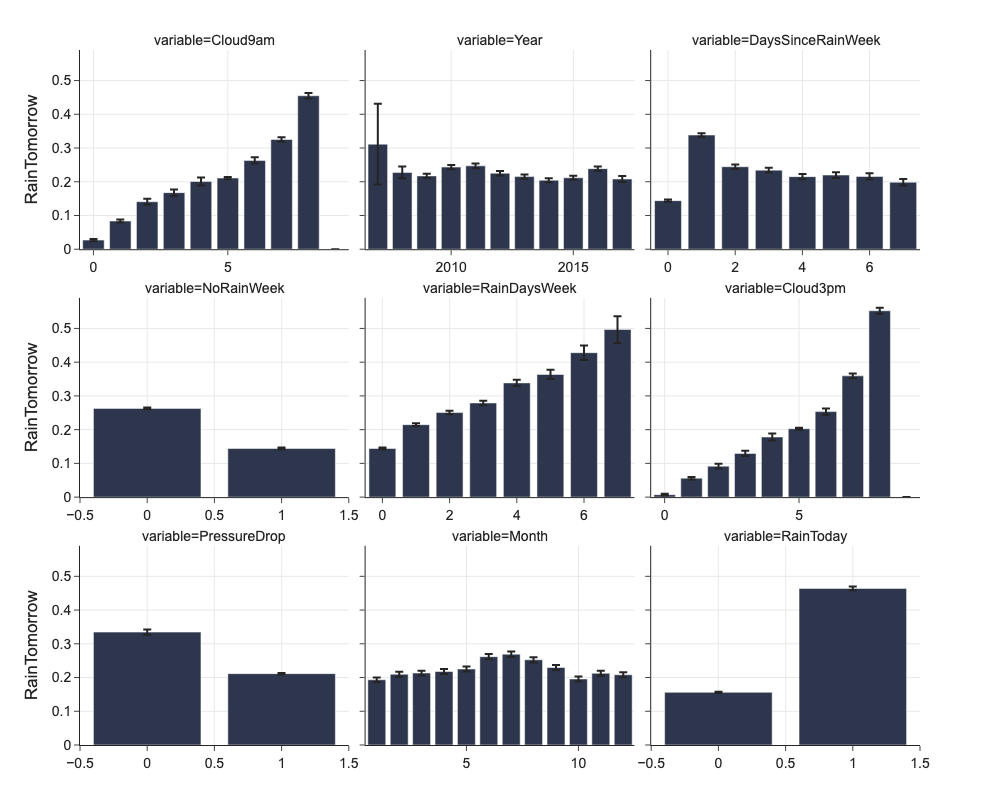 variable=Cloud9am variable=Year variable=DaysSinceRainWeek
RainTomorrow
0.5
0.4
0.3
0.2
0.1
0
0 5 2010 2015 0 2 4 6
variable=NoRainWeek variable=RainDaysWeek variable=Cloud3pm
RainTomorrow
0.5
0.4
0.3
0.2
0.1
0
−0.5 0 0.5 1 1.5 0 2 4 6 0 5
variable=PressureDrop variable=Month variable=RainToday
RainTomorrow
0.5
0.4
0.3
0.2
0.1
0
−0.5 0 0.5 1 1.5 5 10 −0.5 0 0.5 1 1.5